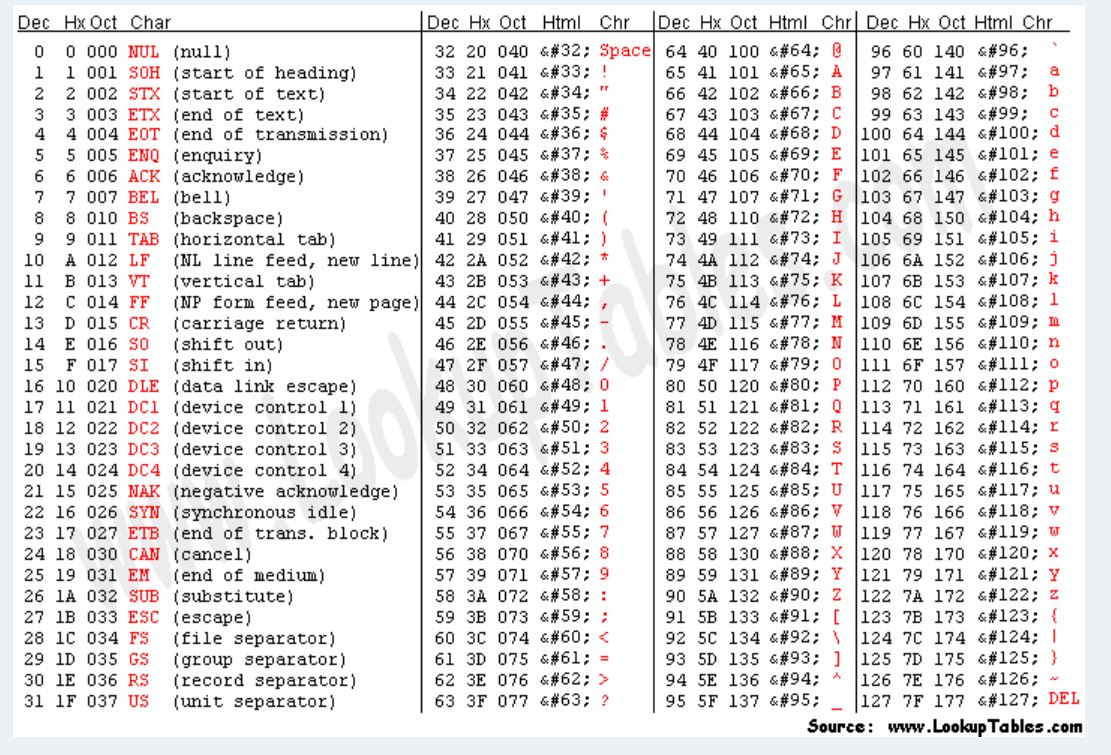 Dec Hx Oct Char Dec Hx Oct Html Chr Dec Hx Oct Html Chr Dec Hx Oct Html Chr
0 0 000 NUL (null) 32 20 040 &#32; Space 64 40 100 &#64; @ 96 60 140 &#96; `
1 1 001 SOH (start of heading) 33 21 041 &#33; ! 65 41 101 &#65; A 97 61 141 &#97; a
2 2 002 STX (start of text) 34 22 042 &#34; " 66 42 102 &#66; B 98 62 142 &#98; b
3 3 003 ETX (end of text) 35 23 043 &#35; # 67 43 103 &#67; C 99 63 143 &#99; c
4 4 004 EOT (end of transmission) 36 24 044 &#36; $ 68 44 104 &#68; D 100 64 144 &#100; d
5 5 005 ENQ (enquiry) 37 25 045 &#37; % 69 45 105 &#69; E 101 65 145 &#101; e
6 6 006 ACK (acknowledge) 38 26 046 &#38; & 70 46 106 &#70; F 102 66 146 &#102; f
7 7 007 BEL (bell) 39 27 047 &#39; ' 71 47 107 &#71; G 103 67 147 &#103; g
8 8 010 BS (backspace) 40 28 050 &#40; ( 72 48 110 &#72; H 104 68 150 &#104; h
9 9 011 TAB (horizontal tab) 41 29 051 &#41; ) 73 49 111 &#73; I 105 69 151 &#105; i
10 A 012 LF (NL line feed, new line) 42 2A 052 &#42; * 74 4A 112 &#74; J 106 6A 152 &#106; j
11 B 013 VT (vertical tab) 43 2B 053 &#43; + 75 4B 113 &#75; K 107 6B 153 &#107; k
12 C 014 FF (NP form feed, new page) 44 2C 054 &#44; , 76 4C 114 &#76; L 108 6C 154 &#108; l
13 D 015 CR (carriage return) 45 2D 055 &#45; - 77 4D 115 &#77; M 109 6D 155 &#109; m
14 E 016 SO (shift out) 46 2E 056 &#46; . 78 4E 116 &#78; N 110 6E 156 &#110; n
15 F 017 SI (shift in) 47 2F 057 &#47; / 79 4F 117 &#79; O 111 6F 157 &#111; o
16 10 020 DLE (data link escape) 48 30 060 &#48; 0 80 50 120 &#80; P 112 70 160 &#112; p
17 11 021 DC1 (device control 1) 49 31 061 &#49; 1 81 51 121 &#81; Q 113 71 161 &#113; q
18 12 022 DC2 (device control 2) 50 32 062 &#50; 2 82 52 122 &#82; R 114 72 162 &#114; r
19 13 023 DC3 (device control 3) 51 33 063 &#51; 3 83 53 123 &#83; S 115 73 163 &#115; s
20 14 024 DC4 (device control 4) 52 34 064 &#52; 4 84 54 124 &#84; T 116 74 164 &#116; t
21 15 025 NAK (negative acknowledge) 53 35 065 &#53; 5 85 55 125 &#85; U 117 75 165 &#117; u
22 16 026 SYN (synchronous idle) 54 36 066 &#54; 6 86 56 126 &#86; V 118 76 166 &#118; v
23 17 027 ETB (end of trans. block) 55 37 067 &#55; 7 87 57 127 &#87; W 119 77 167 &#119; w
24 18 030 CAN (cancel) 56 38 070 &#56; 8 88 58 130 &#88; X 120 78 170 &#120; x
25 19 031 EM (end of medium) 57 39 071 &#57; 9 89 59 131 &#89; Y 121 79 171 &#121; y
26 1A 032 SUB (substitute) 58 3A 072 &#58; : 90 5A 132 &#90; Z 122 7A 172 &#122; z
27 1B 033 ESC (escape) 59 3B 073 &#59; ; 91 5B 133 &#91; [ 123 7B 173 &#123; {
28 1C 034 FS (file separator) 60 3C 074 &#60; < 92 5C 134 &#92; \ 124 7C 174 &#124; |
29 1D 035 GS (group separator) 61 3D 075 &#61; = 93 5D 135 &#93; ] 125 7D 175 &#125; }
30 1E 036 RS (record separator) 62 3E 076 &#62; > 94 5E 136 &#94; ^ 126 7E 176 &#126; ~
31 1F 037 US (unit separator) 63 3F 077 &#63; ? 95 5F 137 &#95; _ 127 7F 177 &#127; DEL
Source: www.LookupTables.com
www.LookupTables.com